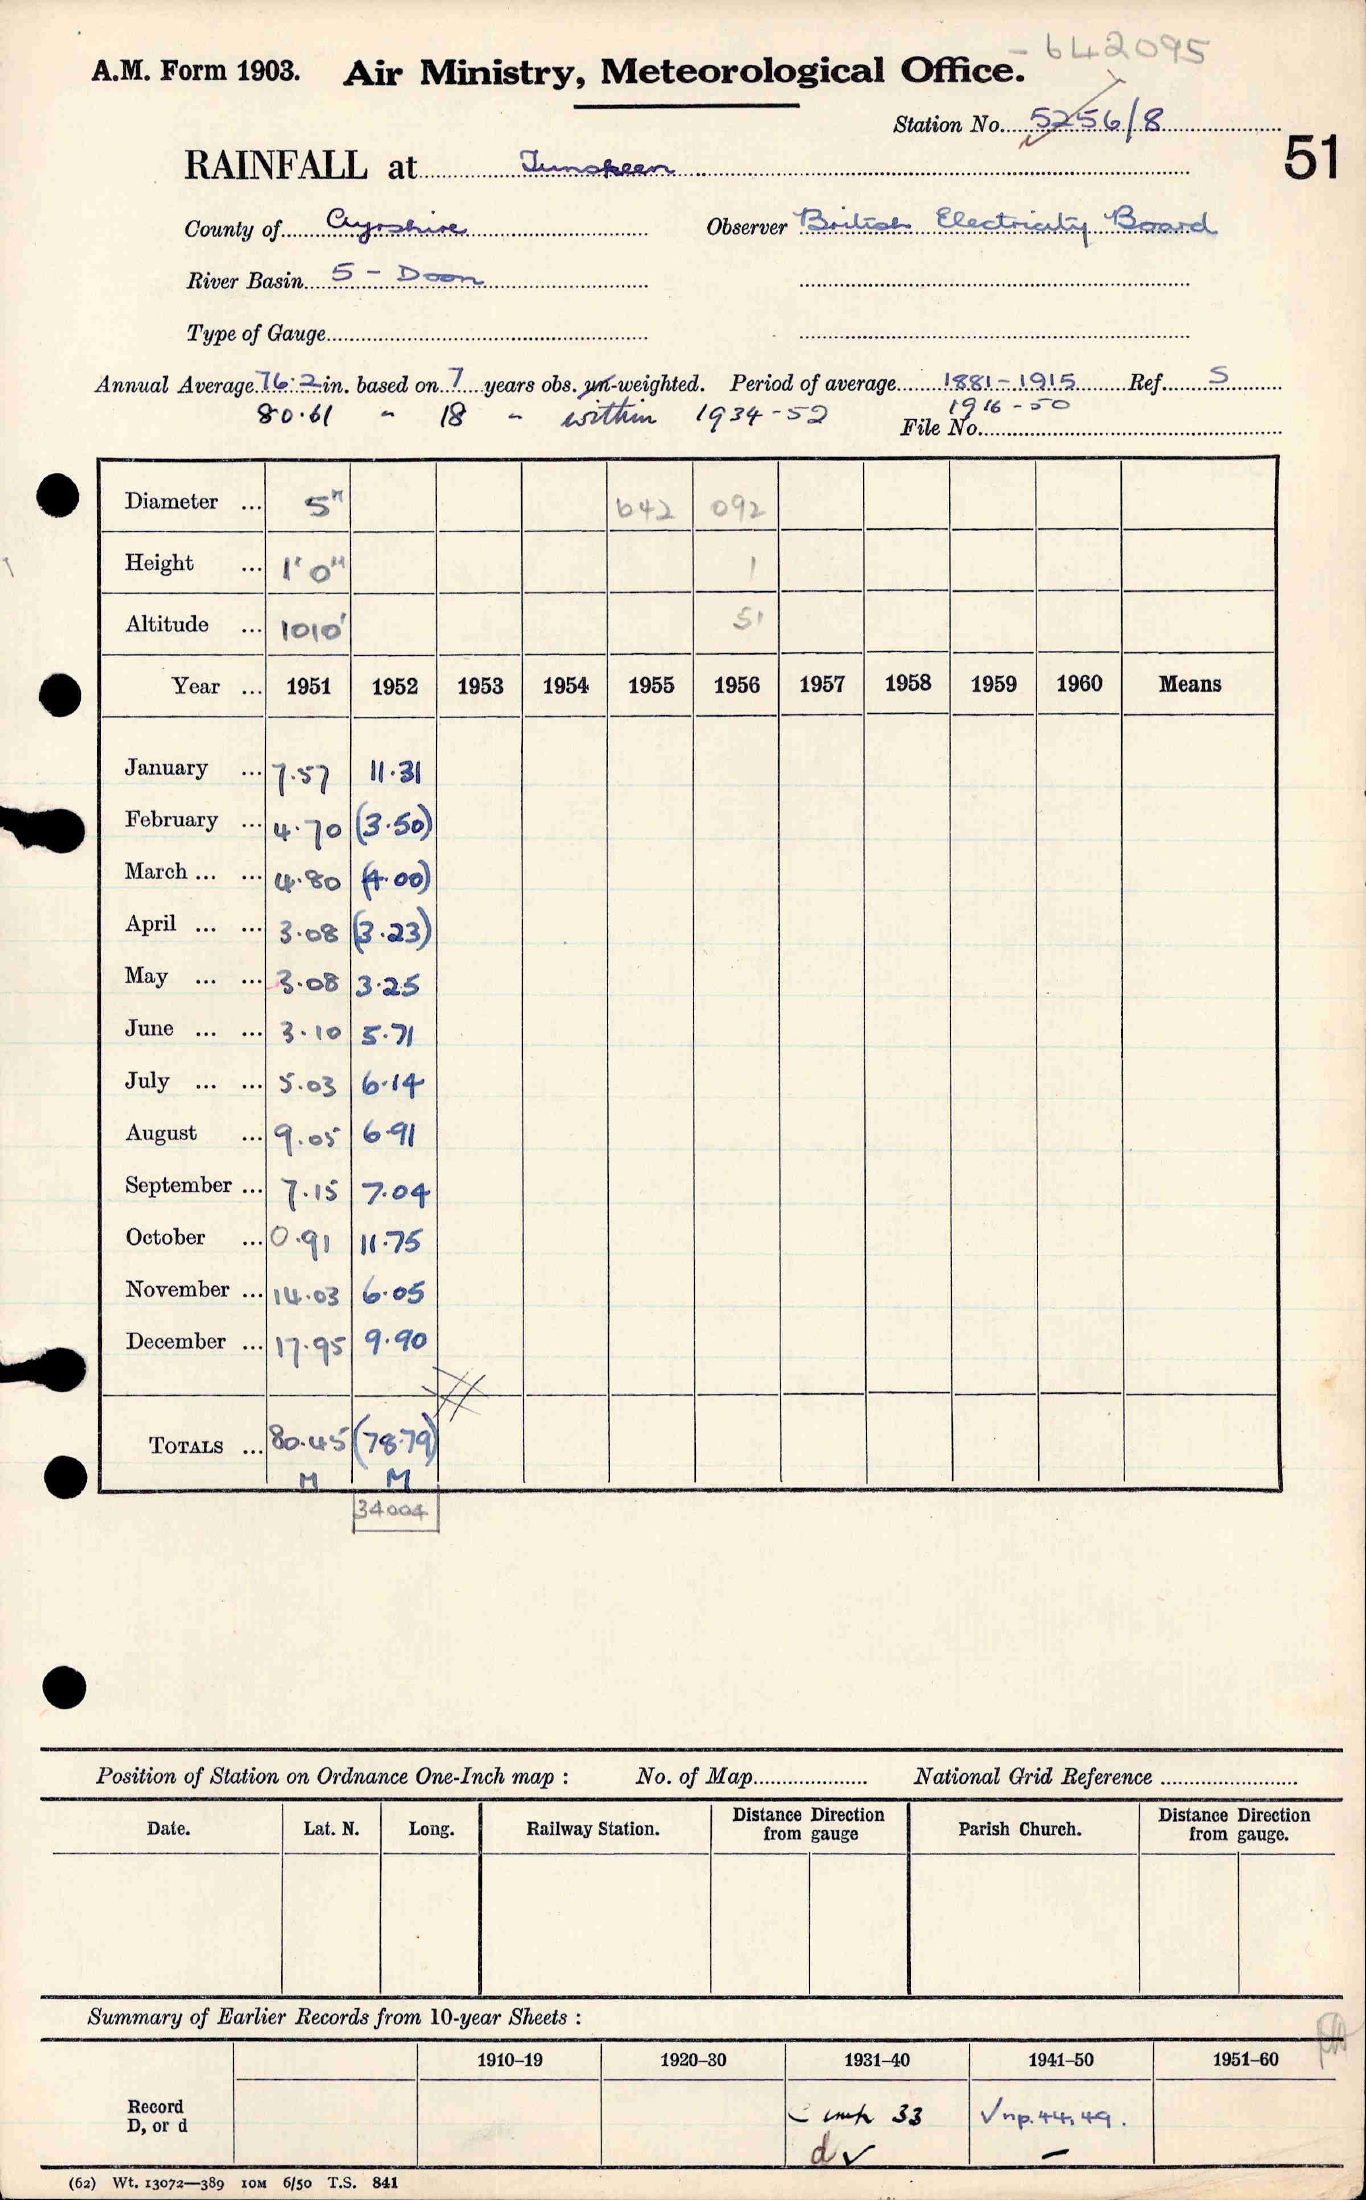 - 642095
A.M. Form 1903. Air Ministry, Meteorological Office.
Station No. 5256/8
51
RAINFALL at Tunskeen
County of Ayrshire Observer British Electricity Board
River Basin 5 - Doon
Type of Gauge
Annual Average 76.2 in. based on 7 years obs. un-weighted. Period of average 1881-1915 Ref. S
80.61 " 18 " within 1934-52 1916-50
File No.
Diameter ... 5" 642 092
Height ... 1' 0" 1
Altitude ... 1010' 51
Year ... 1951 1952 1953 1954 1955 1956 1957 1958 1959 1960 Means
January ... 7.57 11.31
February ... 4.70 (3.50)
March ... ... 4.80 (4.00)
April ... ... 3.08 (3.23)
May ... ... 3.08 3.25
June ... ... 3.10 5.71
July ... ... 5.03 6.14
August ... 9.05 6.91
September ... 7.15 7.04
October ... 0.91 11.75
November ... 14.03 6.05
December ... 17.95 9.90
TOTALS ... 80.45 (78.79)
M M
34004
Position of Station on Ordnance One-Inch map : No. of Map National Grid Reference
Date. Lat. N. Long. Railway Station. Distance Direction from gauge Parish Church. Distance Direction from gauge.
Summary of Earlier Records from 10-year Sheets :
1910-19 1920-30 1931-40 1941-50 1951-60
Record D, or d 33 √ np. 44, 49.
d ✓ -
(62) Wt. 13072—389 10M 6/50 T.S. 841